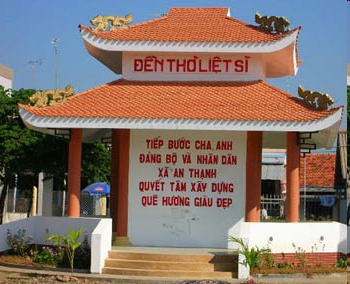 ĐỀN THỜ LIỆT SĨ
TIẾP BƯỚC CHA, ANH
ĐẢNG BỘ VÀ NHÂN DÂN
XÃ AN THẠNH
QUYẾT TÂM XÂY DỰNG
QUÊ HƯƠNG GIÀU ĐẸP